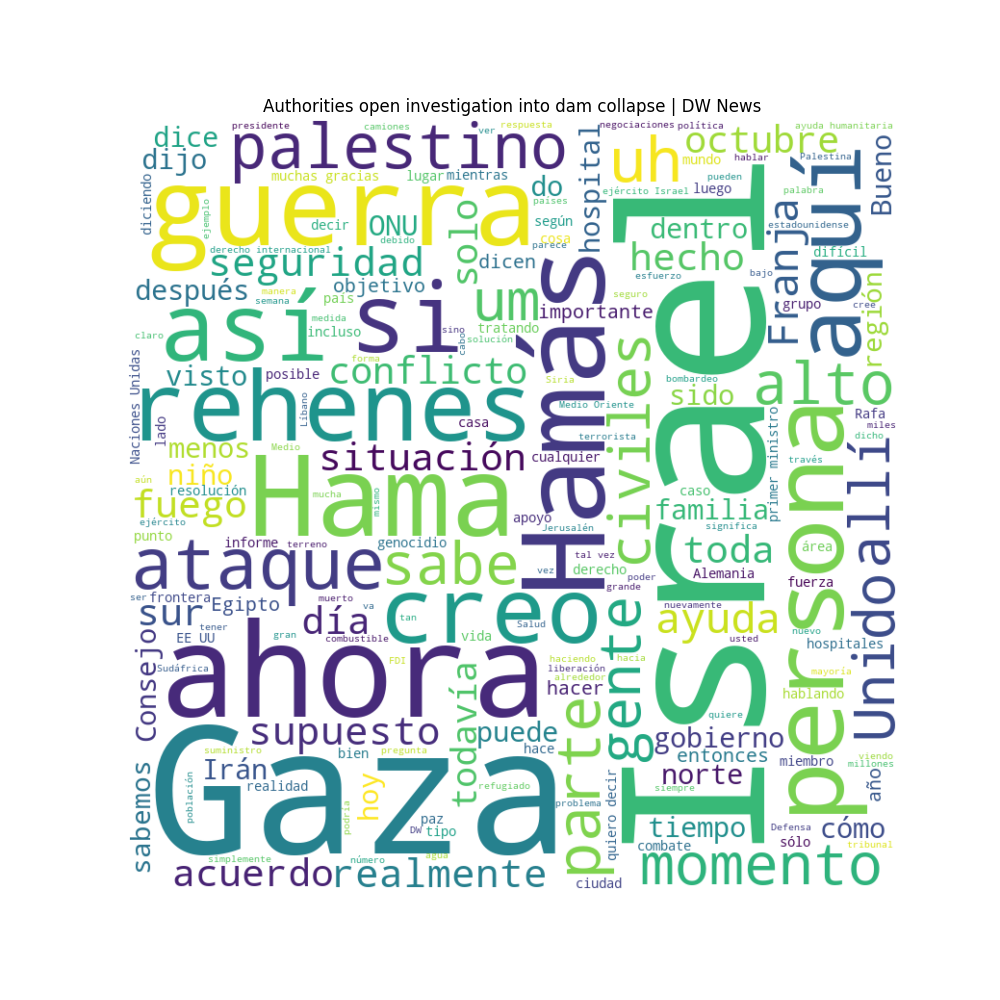 Authorities open investigation into dam collapse | DW News
presidente
camiones
ver
respuesta
negociaciones
política
ayuda humanitaria
dice
palestino
hospital
uh
octubre
dijo
muchas gracias
lugar
mientras
mundo
hablar
Palestina
Bueno
diciendo
guerra
ejemplo
do
países
ejército Israel
pueden
luego
palabra
aquí
decir
ONU
debido
solo
según
cosa
dentro
estadounidense
Franja
derecho internacional
seguridad
dicen
parece
hecho
difícil
después
manera
semana
objetivo
esfuerzo
bajo
región
país
um
importante
seguro
grupo
cree
claro
así
medida
incluso
si
sino
cabo
tratando
solución
Naciones Unidas
visto
posible
forma
conflicto
Hamás
Siria
civiles
bombardeo
Israel
alto
rehenes
Líbano
casa
Medio Oriente
sido
primer ministro
persona
Rafa
miles
lado
menos
Medio
situación
terrorista
cualquier
dicho
allí
aún
niño
resolución
Hama
mucha
mismo
través
fuego
caso
familia
ejército
apoyo
Jerusalén
significa
punto
informe
terreno
genocidio
tal vez
toda
área
ataque
sabe
vez
derecho
poder
Alemania
fuerza
ser
frontera
muerto
va
creo
grande
nuevamente
Unido
sur
Egipto
día
tan
Salud
gente
ayuda
nuevo
EE UU
tener
gran
combustible
vida
usted
hospitales
Consejo
Sudáfrica
ahora
FDI
haciendo
hacia
liberación
alrededor
mayoría
todavía
hacer
parte
hablando
supuesto
puede
quiere
suministro
bien
pregunta
hace
gobierno
entonces
viendo
sabemos
Gaza
Irán
realidad
hoy
refugiado
quiero decir
norte
siempre
miembro
millones
año
población
podría
paz
DW
tipo
problema
tiempo
Defensa
cómo
agua
combate
sólo
tribunal
simplemente
número
acuerdo
realmente
ciudad
momento